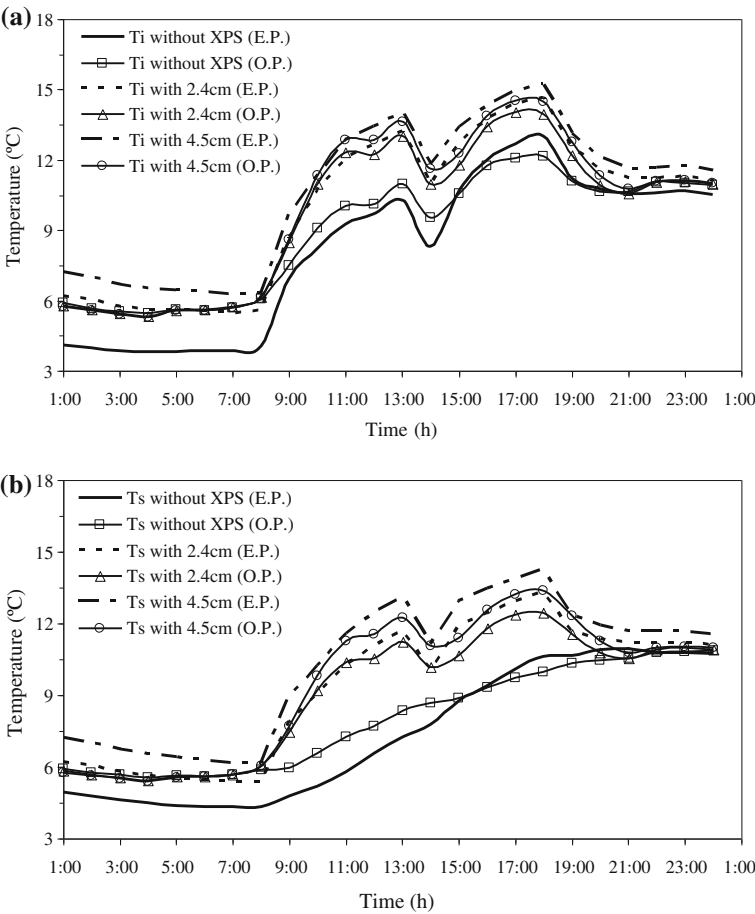 (a)
18
15
12
9
6
3
Temperature (ºC)
Ti without XPS (E.P.)
Ti without XPS (O.P.)
Ti with 2.4cm (E.P.)
Ti with 2.4cm (O.P.)
Ti with 4.5cm (E.P.)
Ti with 4.5cm (O.P.)
1:00 3:00 5:00 7:00 9:00 11:00 13:00 15:00 17:00 19:00 21:00 23:00 1:00
Time (h)
(b)
18
15
12
9
6
3
Temperature (ºC)
Ts without XPS (E.P.)
Ts without XPS (O.P.)
Ts with 2.4cm (E.P.)
Ts with 2.4cm (O.P.)
Ts with 4.5cm (E.P.)
Ts with 4.5cm (O.P.)
1:00 3:00 5:00 7:00 9:00 11:00 13:00 15:00 17:00 19:00 21:00 23:00 1:00
Time (h)